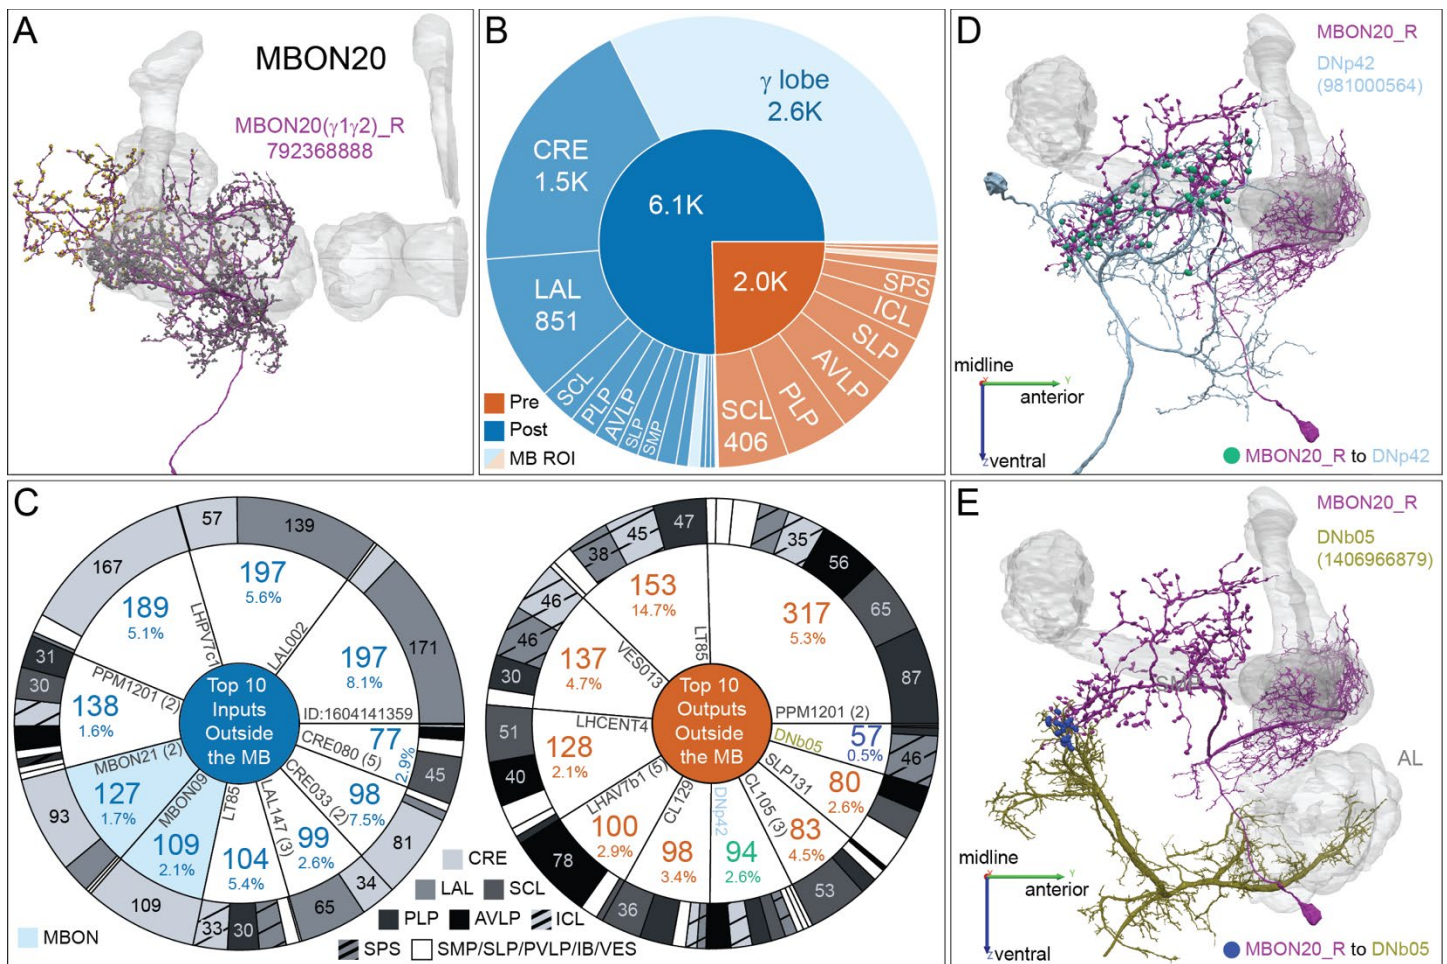 A
MBON20
MBON20(γ1γ2)_R
792368888
B
γ lobe
2.6K
CRE
1.5K
6.1K
LAL
851
2.0K
SPS
ICL
SLP
AVLP
PLP
SCL
406
SCL
PLP
AVLP
SLP
SMP
Pre
Post
MB ROI
D
MBON20_R
DNp42
(981000564)
midline
Y
anterior
Z
ventral
MBON20_R to DNp42
C
Top 10
Inputs
Outside
the MB
57
139
167
197
5.6%
189
5.1%
LHPV7c1
LAL002
197
8.1%
171
ID:1604141359
31
30
PPM1201 (2)
138
1.6%
CRE080 (5)
77
2.9%
45
MBON21 (2)
127
1.7%
93
MBON09
109
2.1%
109
LT85
104
5.4%
33
30
LAL147 (3)
99
2.6%
65
CRE033 (2)
98
7.5%
81
34
MBON
CRE
LAL
SCL
PLP
AVLP
ICL
SPS
SMP/SLP/PVLP/IB/VES
Top 10
Outputs
Outside
the MB
47
45
38
35
56
153
14.7%
LT85
317
5.3%
65
87
PPM1201 (2)
46
46
30
137
4.7%
VES013
DNb05
57
0.5%
46
51
40
LHCENT4
128
2.1%
SLP131
80
2.6%
LHAV7b1 (5)
100
2.9%
78
CL129
98
3.4%
36
DNp42
94
2.6%
CL105 (3)
83
4.5%
53
E
MBON20_R
DNb05
(1406966879)
AL
midline
Y
anterior
Z
ventral
MBON20_R to DNb05